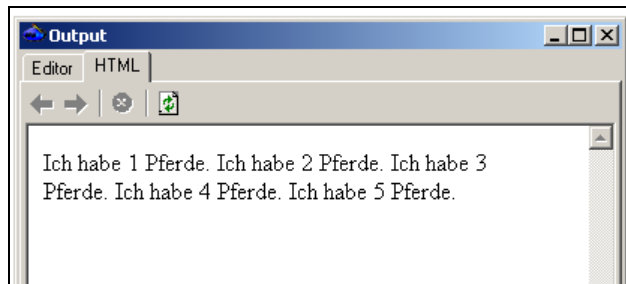 Output
Editor HTML
Ich habe 1 Pferde. Ich habe 2 Pferde. Ich habe 3
Pferde. Ich habe 4 Pferde. Ich habe 5 Pferde.